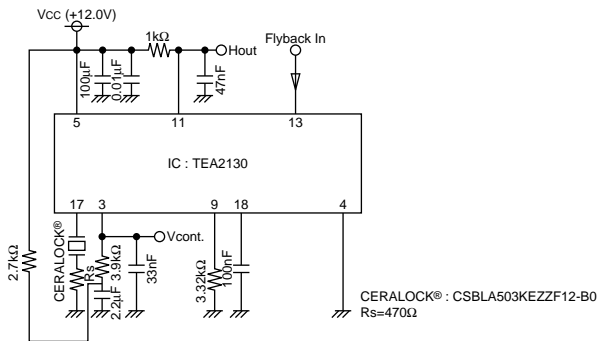 VCC (+12.0V)
1kΩ
Hout
Flyback In
100μF
0.01μF
47nF
5
11
13
IC : TEA2130
17
3
9
18
4
2.7kΩ
CERALOCK®
Rs
3.9kΩ
2.2μF
Vcont.
33nF
3.32kΩ
100nF
CERALOCK® : CSBLA503KEZZF12-B0
Rs=470Ω